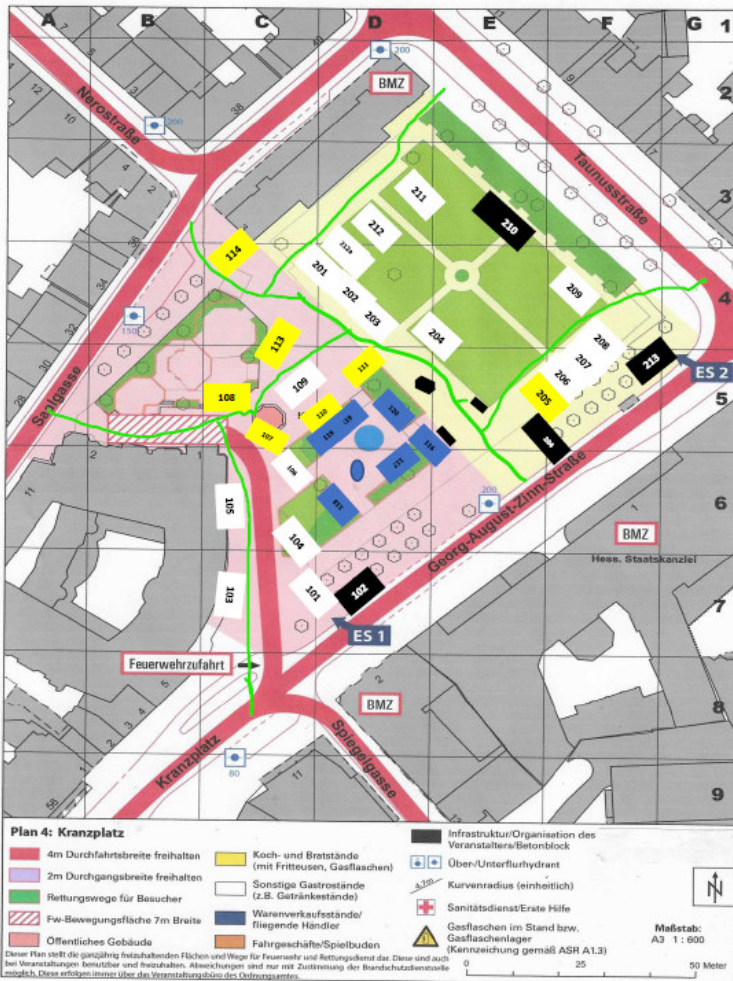 A B C D E F G 1
200
BMZ
2
Nerostraße
200
Taunusstraße
3
211
210
212
114
212a
201
202
203
209
4
150
204
208
113
207
213
ES 2
Saalgasse
109
111
206
205
5
108
110
107
120
106
204
200
Georg-August-Zinn-Straße
105
6
BMZ
Hess. Staatskanzlei
104
103
101
102
7
ES 1
Feuerwehrzufahrt
BMZ
8
Kranzplatz
Spiegelgasse
80
9
Plan 4: Kranzplatz
4m Durchfahrtsbreite freihalten
2m Durchgangsbreite freihalten
Rettungswege für Besucher
Fw-Bewegungsfläche 7m Breite
Öffentliches Gebäude
Koch- und Bratstände
(mit Fritteusen, Gasflaschen)
Sonstige Gastrostände
(z.B. Getränkestände)
Warenverkaufsstände/
fliegende Händler
Fahrgeschäfte/Spielbuden
Infrastruktur/Organisation des
Veranstalters/Betonblock
Über-/Unterflurhydrant
4,7m Kurvenradius (einheitlich)
Sanitätsdienst/Erste Hilfe
Gasflaschen im Stand bzw.
Gasflaschenlager
(Kennzeichnung gemäß ASR A1.3)
N
Maßstab:
A3 1 : 600
0 25 50 Meter
Dieser Plan stellt die ganzjährig freizuhaltenden Flächen und Wege für Feuerwehr und Rettungsdienst dar. Diese sind auch
bei Veranstaltungen benutzbar und freizuhalten. Abweichungen sind nur mit Zustimmung der Brandschutzdienststelle
möglich. Diese erfolgen immer über das Veranstaltungsbüro des Ordnungsamtes.